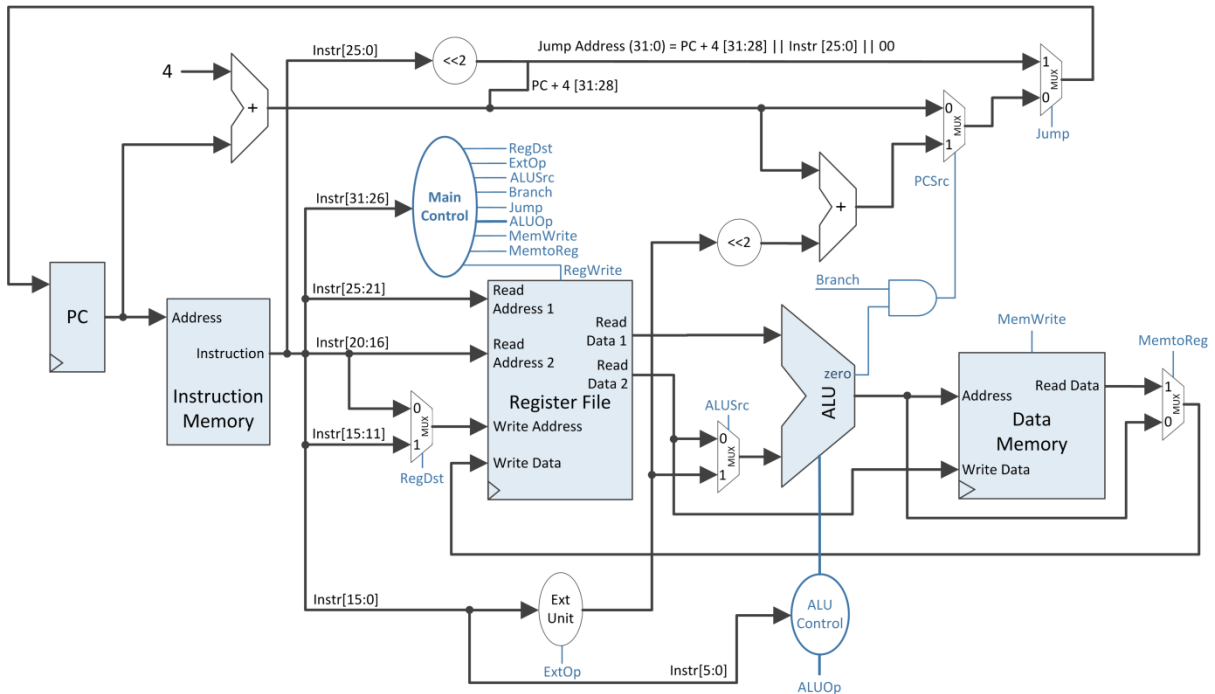 Instr[25:0]
<<2
Jump Address (31:0) = PC + 4 [31:28] || Instr [25:0] || 00
4
+
PC + 4 [31:28]
1
0
MUX
Jump
0
1
MUX
PCSrc
RegDst
ExtOp
ALUSrc
Branch
Jump
ALUOp
MemWrite
MemtoReg
RegWrite
Main
Control
Instr[31:26]
+
<<2
Branch
PC
Address
Instruction
Instruction
Memory
Instr[25:21]
Instr[20:16]
Instr[15:11]
0
1
MUX
RegDst
Read
Address 1
Read
Address 2
Read
Data 1
Read
Data 2
Register File
Write Address
Write Data
ALUSrc
0
1
MUX
zero
ALU
MemWrite
Address
Read Data
Data
Memory
Write Data
MemtoReg
1
0
MUX
Instr[15:0]
Ext
Unit
ExtOp
Instr[5:0]
ALU
Control
ALUOp